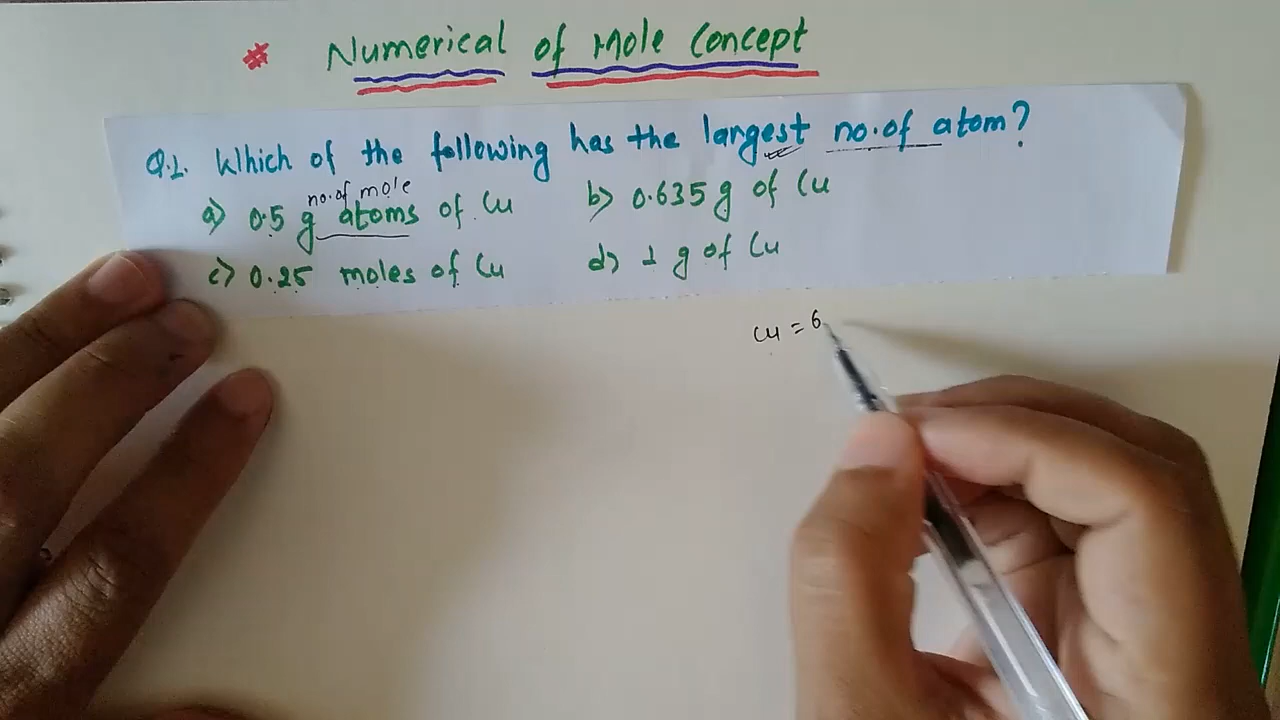 * Numerical of Mole Concept
Q.1. Which of the following has the largest no. of atom?
no. of mole
a) 0.5 g atoms of Cu b) 0.635 g of Cu
c) 0.25 moles of Cu d) 1 g of Cu
Cu = 6